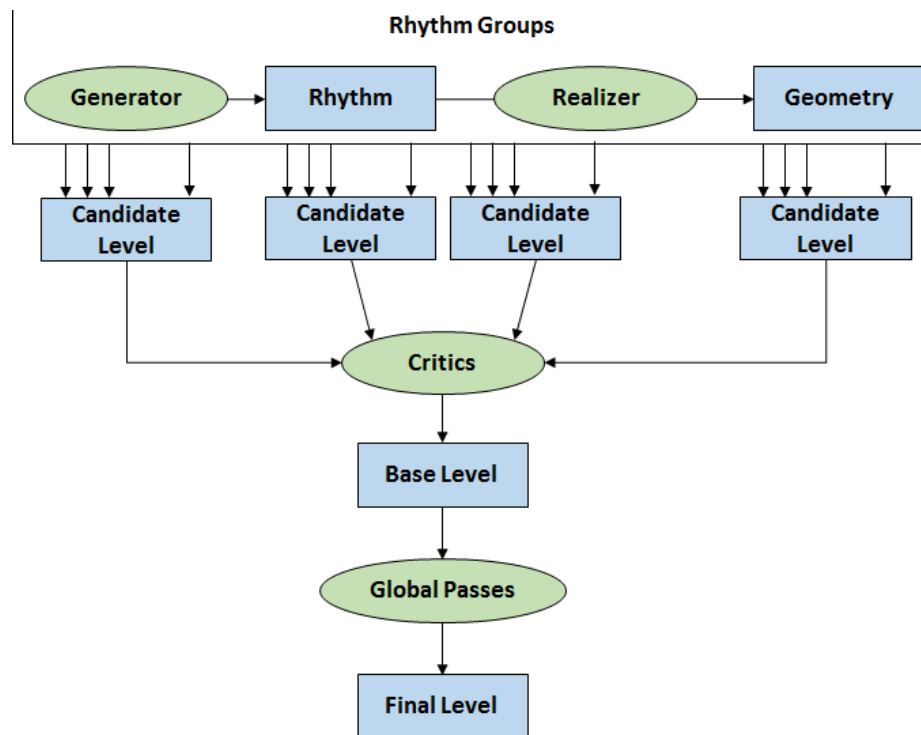 Rhythm Groups
Generator
Rhythm
Realizer
Geometry
Candidate
Level
Candidate
Level
Candidate
Level
Candidate
Level
Critics
Base Level
Global Passes
Final Level